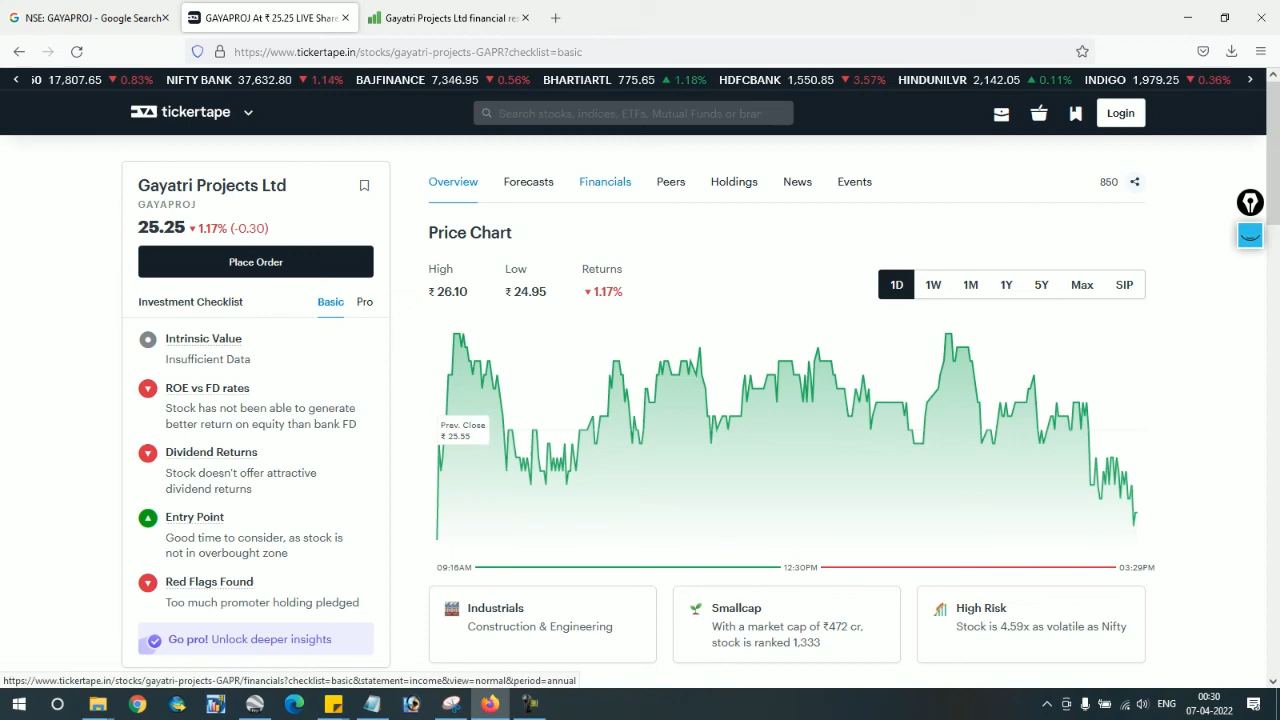 NSE: GAYAPROJ - Google Search
GAYAPROJ At ₹ 25.25 LIVE Share
Gayatri Projects Ltd financial re
https://www.tickertape.in/stocks/gayatri-projects-GAPR?checklist=basic
50 17,807.65 ▼ 0.83% NIFTY BANK 37,632.80 ▼ 1.14% BAJFINANCE 7,346.95 ▼ 0.56% BHARTIARTL 775.65 ▲ 1.18% HDFCBANK 1,550.85 ▼ 3.57% HINDUNILVR 2,142.05 ▲ 0.11% INDIGO 1,979.25 ▼ 0.36%
tickertape
Search stocks, indices, ETFs, Mutual Funds or bran
Login
Gayatri Projects Ltd
GAYAPROJ
25.25 ▼ 1.17% (-0.30)
Place Order
Investment Checklist Basic Pro
Intrinsic Value
Insufficient Data
ROE vs FD rates
Stock has not been able to generate
better return on equity than bank FD
Dividend Returns
Stock doesn't offer attractive
dividend returns
Entry Point
Good time to consider, as stock is
not in overbought zone
Red Flags Found
Too much promoter holding pledged
Go pro! Unlock deeper insights
Overview Forecasts Financials Peers Holdings News Events 850
Price Chart
High Low Returns
₹ 26.10 ₹ 24.95 ▼ 1.17%
1D 1W 1M 1Y 5Y Max SIP
Prev. Close
₹ 25.55
09:16AM 12:30PM 03:29PM
Industrials
Construction & Engineering
Smallcap
With a market cap of ₹472 cr,
stock is ranked 1,333
High Risk
Stock is 4.59x as volatile as Nifty
https://www.tickertape.in/stocks/gayatri-projects-GAPR/financials?checklist=basic&statement=income&view=normal&period=annual
ENG
00:30
07-04-2022